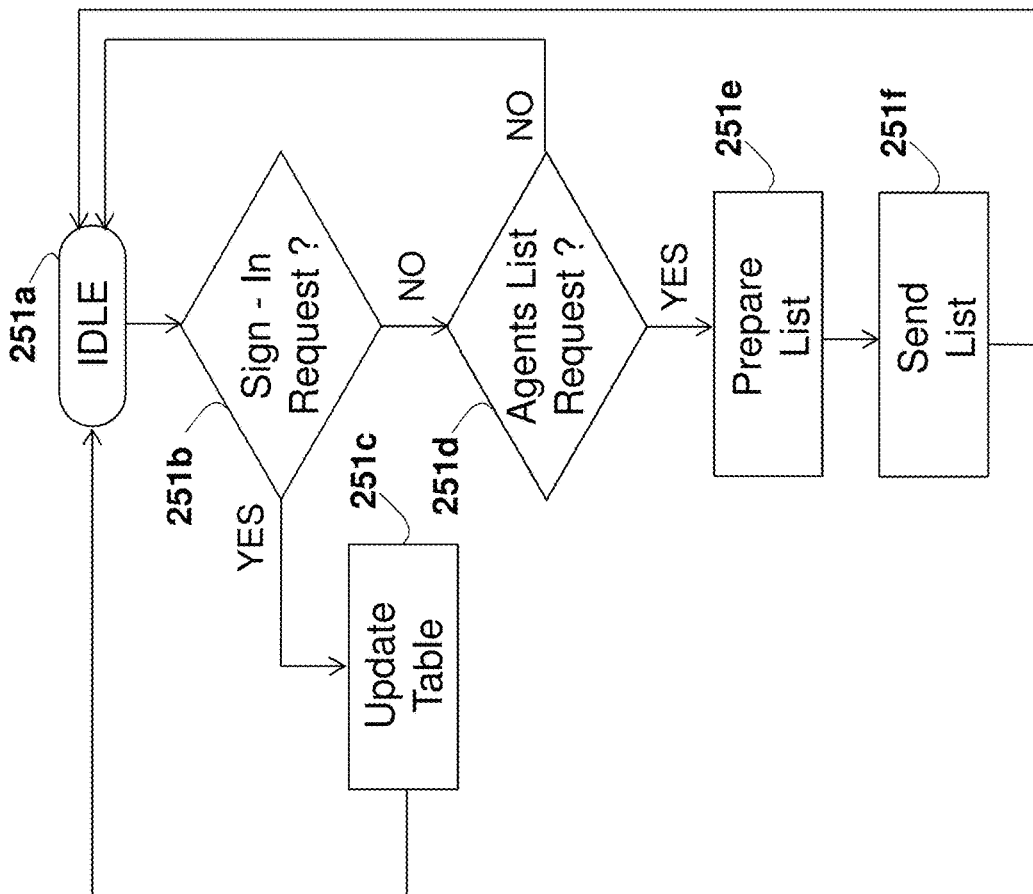 251a
IDLE
251b
Sign - In
Request ?
YES
NO
251c
Update
Table
251d
Agents List
Request ?
NO
YES
251e
Prepare
List
251f
Send
List